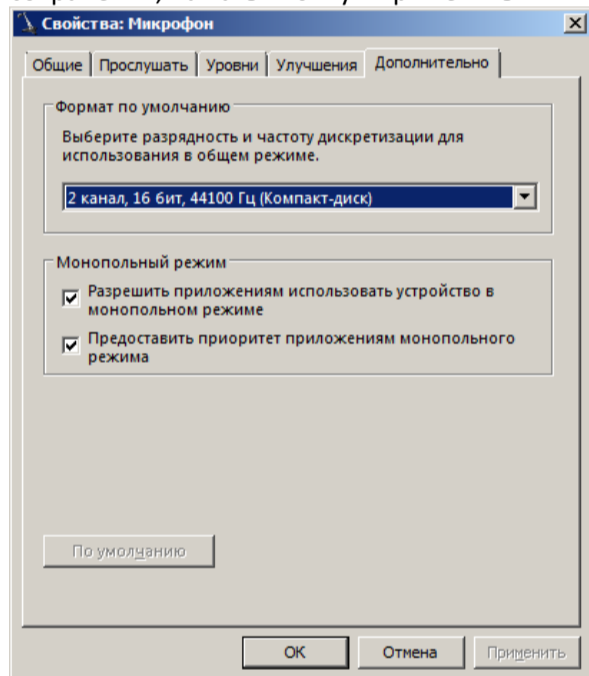 Свойства: Микрофон
Общие Прослушать Уровни Улучшения Дополнительно
Формат по умолчанию
Выберите разрядность и частоту дискретизации для
использования в общем режиме.
2 канал, 16 бит, 44100 Гц (Компакт-диск)
Монопольный режим
Разрешить приложениям использовать устройство в
монопольном режиме
Предоставить приоритет приложениям монопольного
режима
По умолчанию
ОК Отмена Применить